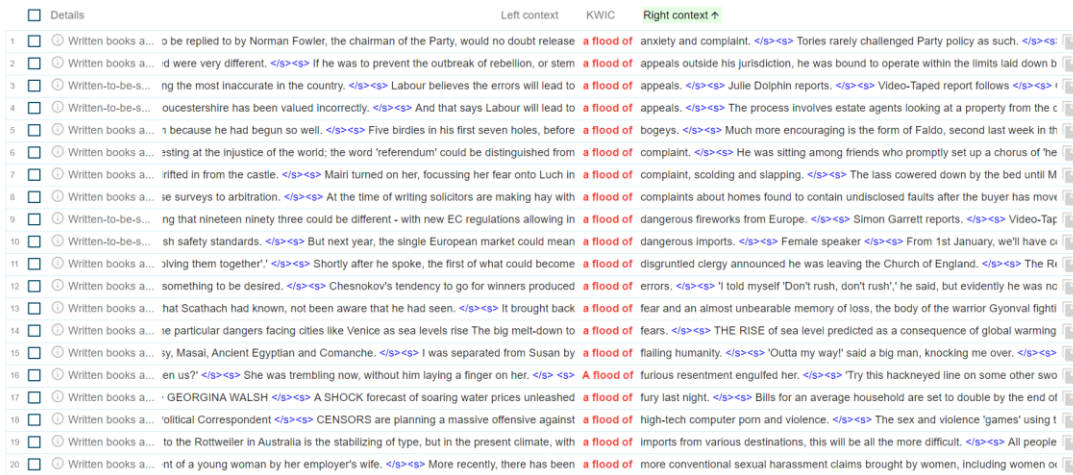 Details Left context KWIC Right context ↑
1 Written books a... o be replied to by Norman Fowler, the chairman of the Party, would no doubt release a flood of anxiety and complaint. </s><s> Tories rarely challenged Party policy as such. </s><s>
2 Written books a... d were very different. </s><s> If he was to prevent the outbreak of rebellion, or stem a flood of appeals outside his jurisdiction, he was bound to operate within the limits laid down b
3 Written-to-be-s... ng the most inaccurate in the country. </s><s> Labour believes the errors will lead to a flood of appeals. </s><s> Julie Dolphin reports. </s><s> Video-Taped report follows </s><s>
4 Written-to-be-s... oucestershire has been valued incorrectly. </s><s> And that says Labour will lead to a flood of appeals. </s><s> The process involves estate agents looking at a property from the c
5 Written books a... n because he had begun so well. </s><s> Five birdies in his first seven holes, before a flood of bogeys. </s><s> Much more encouraging is the form of Faldo, second last week in th
6 Written books a... esting at the injustice of the world; the word 'referendum' could be distinguished from a flood of complaint. </s><s> He was sitting among friends who promptly set up a chorus of 'he
7 Written books a... rifted in from the castle. </s><s> Mairi turned on her, focussing her fear onto Luch in a flood of complaint, scolding and slapping. </s><s> The lass cowered down by the bed until M
8 Written books a... se surveys to arbitration. </s><s> At the time of writing solicitors are making hay with a flood of complaints about homes found to contain undisclosed faults after the buyer has move
9 Written-to-be-s... ng that nineteen ninety three could be different - with new EC regulations allowing in a flood of dangerous fireworks from Europe. </s><s> Simon Garrett reports. </s><s> Video-Tap
10 Written-to-be-s... sh safety standards. </s><s> But next year, the single European market could mean a flood of dangerous imports. </s><s> Female speaker </s><s> From 1st January, we'll have c
11 Written books a... olving them together'.' </s><s> Shortly after he spoke, the first of what could become a flood of disgruntled clergy announced he was leaving the Church of England. </s><s> The R
12 Written books a... something to be desired. </s><s> Chesnokov's tendency to go for winners produced a flood of errors. </s><s> 'I told myself 'Don't rush, don't rush',' he said, but evidently he was no
13 Written books a... hat Scathach had known, not been aware that he had seen. </s><s> It brought back a flood of fear and an almost unbearable memory of loss, the body of the warrior Gyonval fighti
14 Written books a... e particular dangers facing cities like Venice as sea levels rise The big melt-down to a flood of fears. </s><s> THE RISE of sea level predicted as a consequence of global warming
15 Written books a... sy, Masai, Ancient Egyptian and Comanche. </s><s> I was separated from Susan by a flood of flailing humanity. </s><s> 'Outta my way!' said a big man, knocking me over. </s><s>
16 Written books a... en us?' </s><s> She was trembling now, without him laying a finger on her. </s> <s> A flood of furious resentment engulfed her. </s><s> 'Try this hackneyed line on some other swo
17 Written books a... GEORGINA WALSH </s><s> A SHOCK forecast of soaring water prices unleashed a flood of fury last night. </s><s> Bills for an average household are set to double by the end of
18 Written books a... olitical Correspondent </s><s> CENSORS are planning a massive offensive against a flood of high-tech computer porn and violence. </s><s> The sex and violence 'games' using t
19 Written books a... to the Rottweiler in Australia is the stabilizing of type, but in the present climate, with a flood of imports from various destinations, this will be all the more difficult. </s><s> All people
20 Written books a... nt of a young woman by her employer's wife. </s><s> More recently, there has been a flood of more conventional sexual harassment claims brought by women, including women o